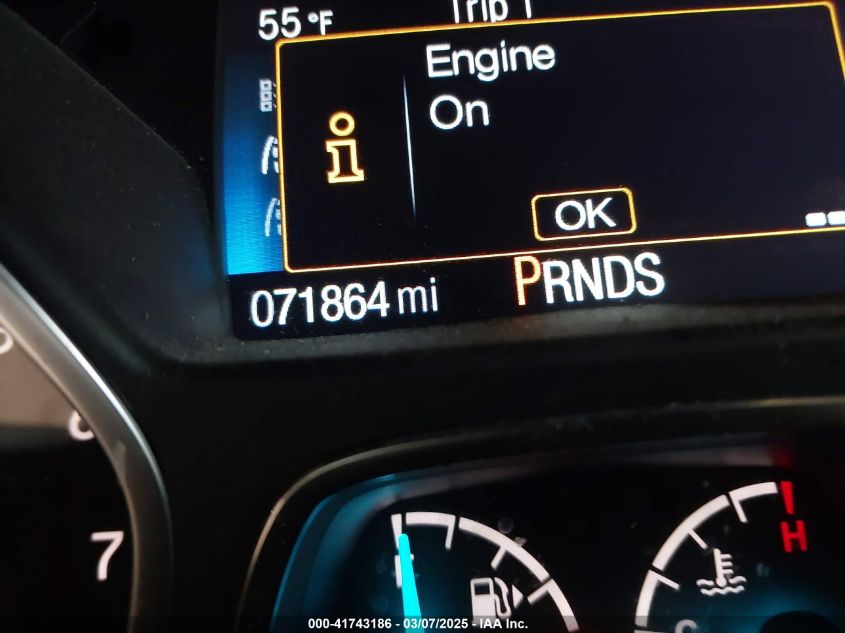 55 °F Trip 1
Engine
On
OK
071864 mi PRNDS
7
H
000-41743186 - 03/07/2025 - IAA Inc.